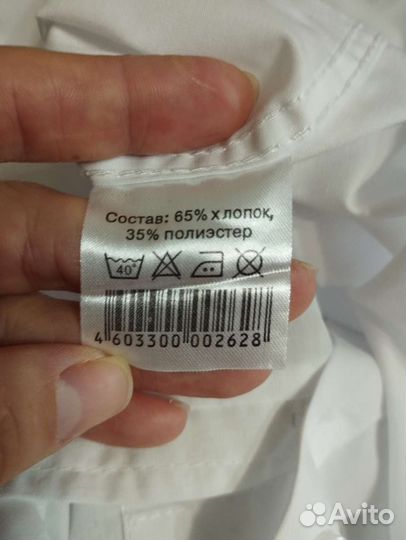 Состав: 65% хлопок,
35% полиэстер
40°
4 603300 002628
Avito